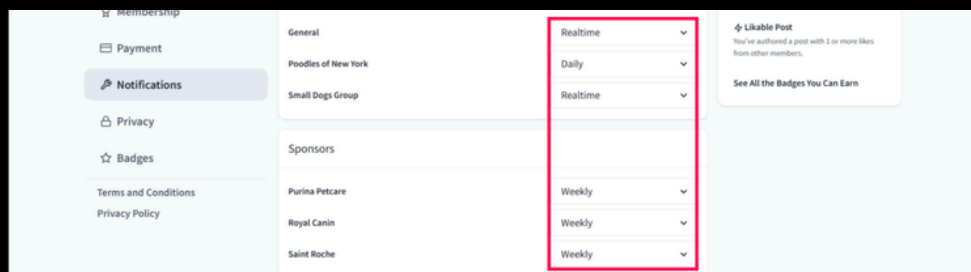 Membership
Payment
Notifications
Privacy
Badges
Terms and Conditions
Privacy Policy
General Realtime
Poodles of New York Daily
Small Dogs Group Realtime
Sponsors
Purina Petcare Weekly
Royal Canin Weekly
Saint Roche Weekly
Likable Post
You've authored a post with 1 or more likes
from other members.
See All the Badges You Can Earn